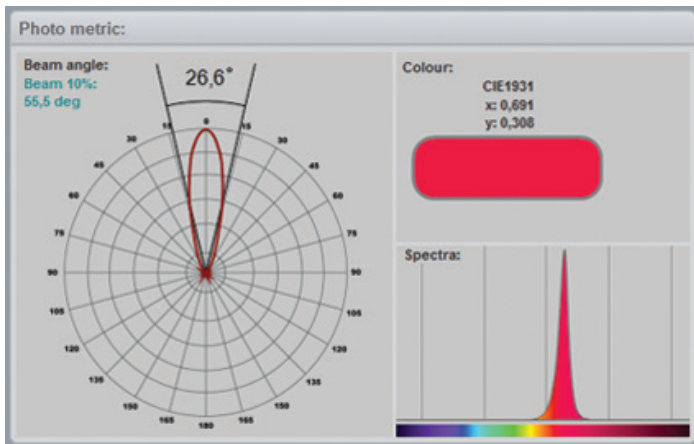 Photo metric:
Beam angle:
Beam 10%:
55,5 deg
26,6°
0
15
15
30
30
45
45
60
60
75
75
90
90
105
105
120
120
135
135
150
150
165
165
180
Colour:
CIE1931
x: 0,691
y: 0,308
Spectra: